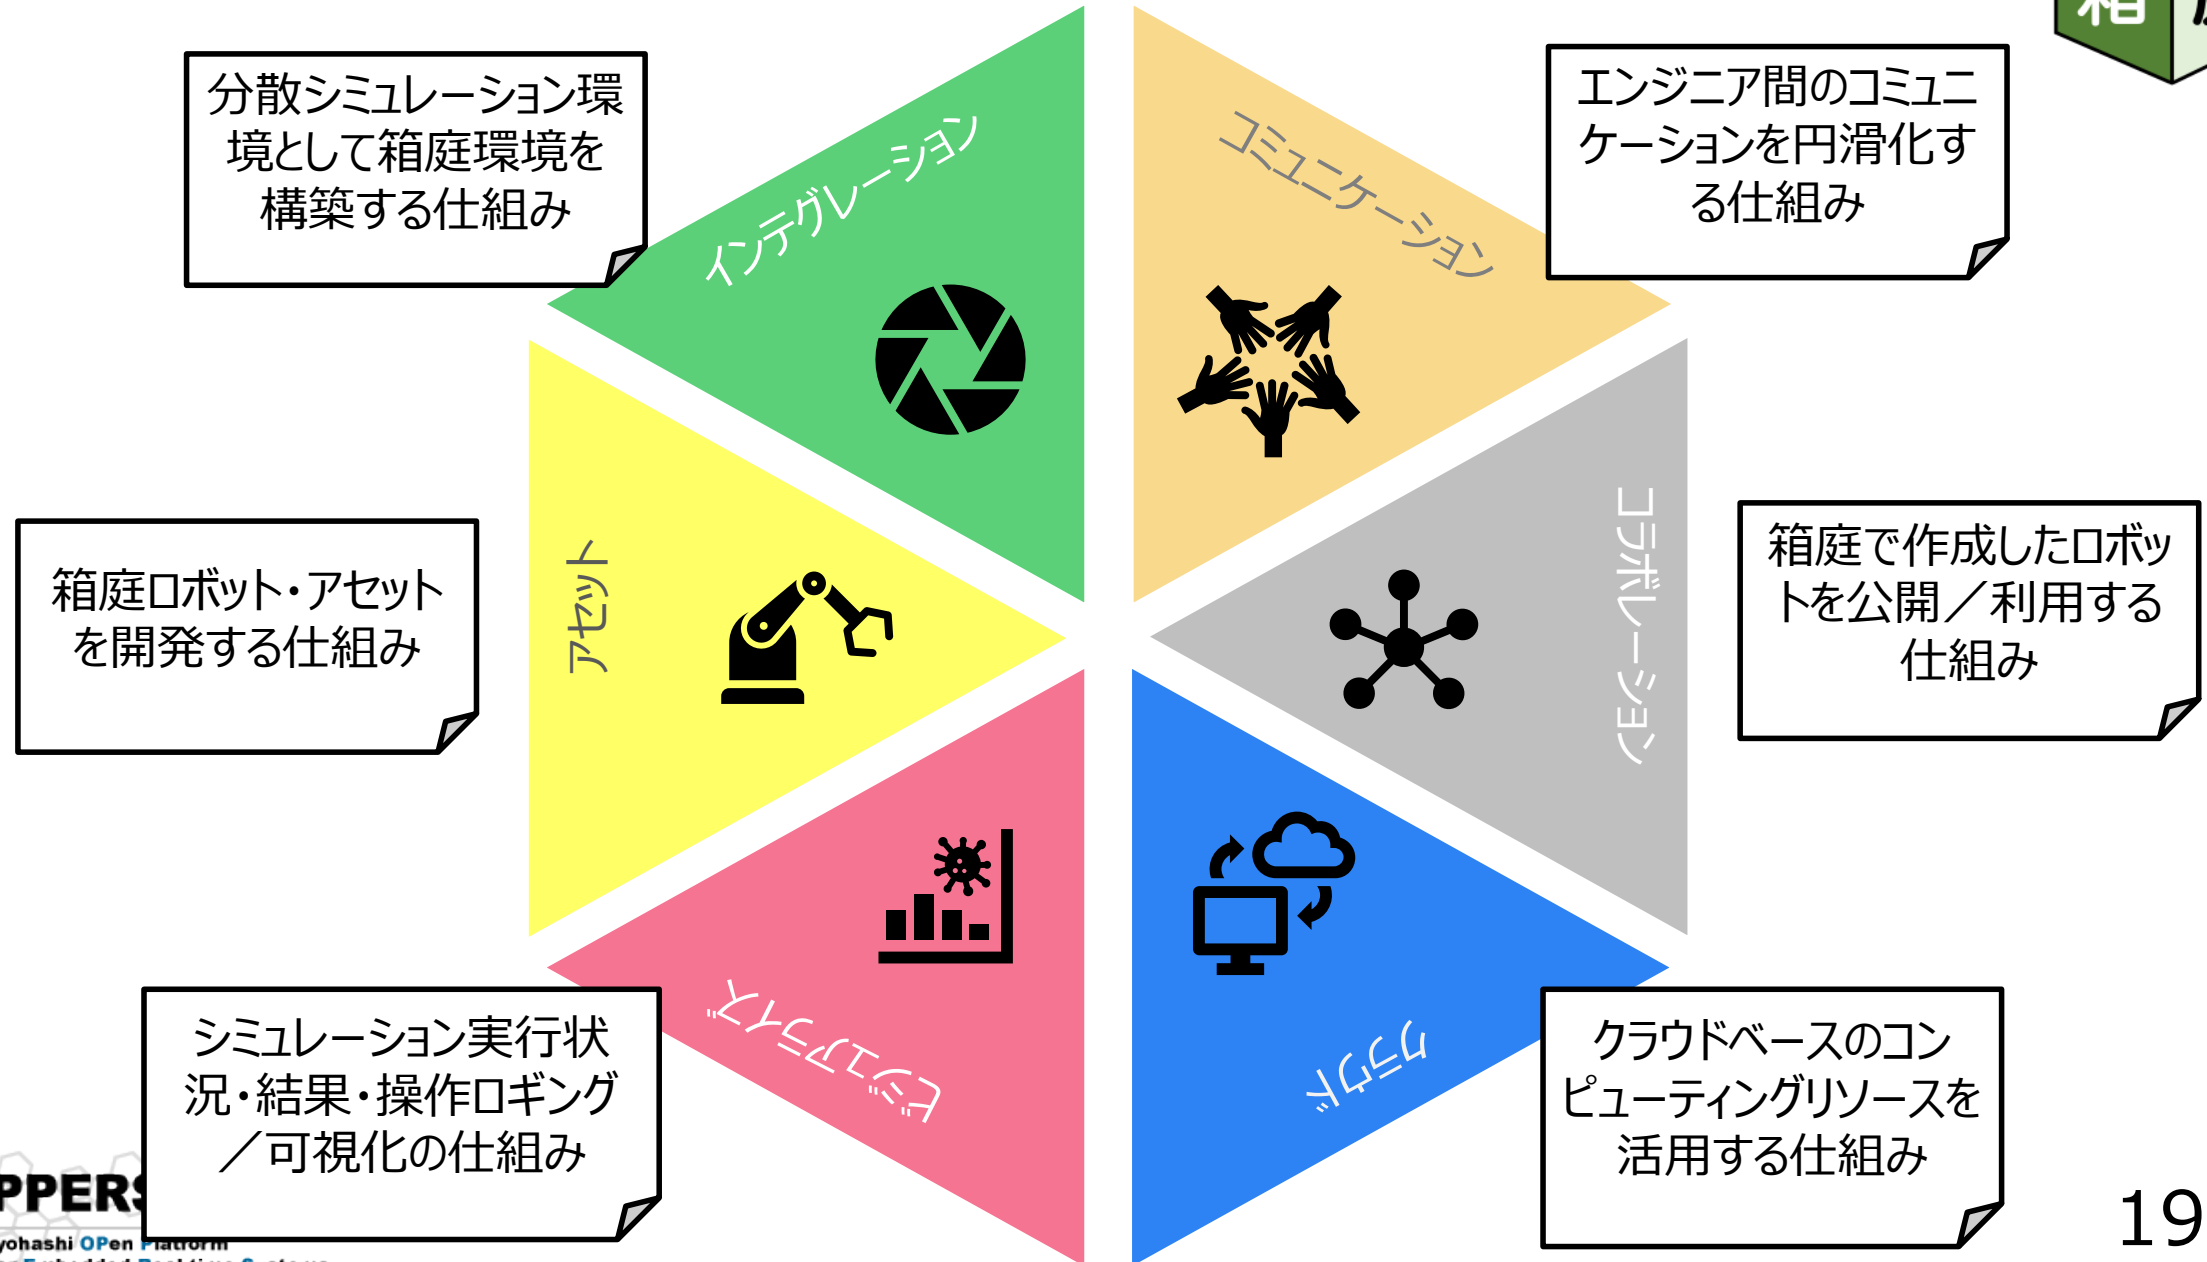 箱
分散シミュレーション環
境として箱庭環境を
構築する仕組み
インテグレーション
コミュニケーション
エンジニア間のコミュニ
ケーションを円滑化す
る仕組み
箱庭ロボット・アセット
を開発する仕組み
アセット
コラボレーション
箱庭で作成したロボッ
トを公開／利用する
仕組み
シミュレーション実行状
況・結果・操作ロギング
／可視化の仕組み
ビジュアライズ
クラウド
クラウドベースのコン
ピューティングリソースを
活用する仕組み
PPERS
yohashi OPen Platform
Embedded Real-time Systems
19